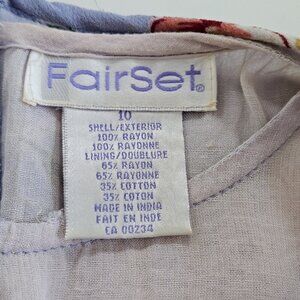 FairSet®
10
SHELL/EXTERIOR
100% RAYON
100% RAYONNE
LINING/DOUBLURE
65% RAYON
65% RAYONNE
35% COTTON
35% COTON
MADE IN INDIA
FAIT EN INDE
CA 00234